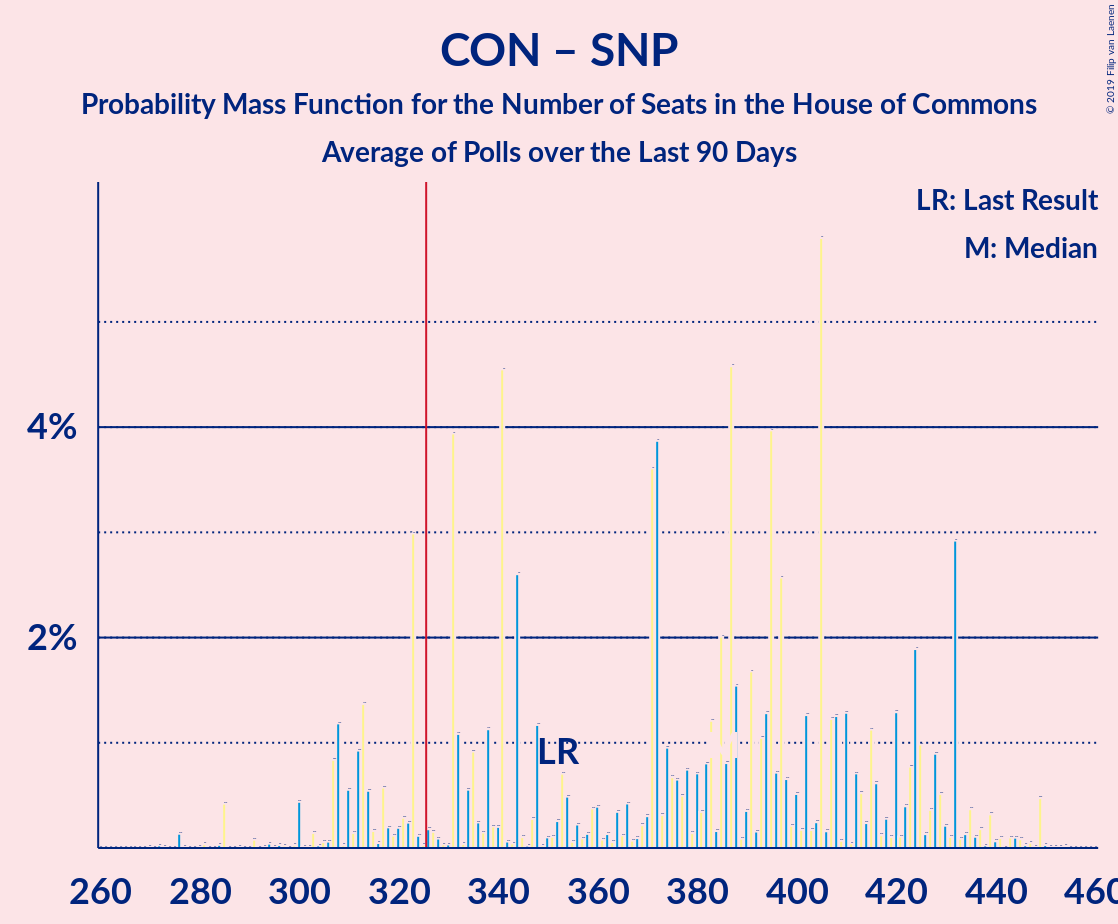 CON – SNP
Probability Mass Function for the Number of Seats in the House of Commons
Average of Polls over the Last 90 Days
© 2019 Filip van Laenen
LR: Last Result
M: Median
4%
2%
LR
260 280 300 320 340 360 380 400 420 440 460